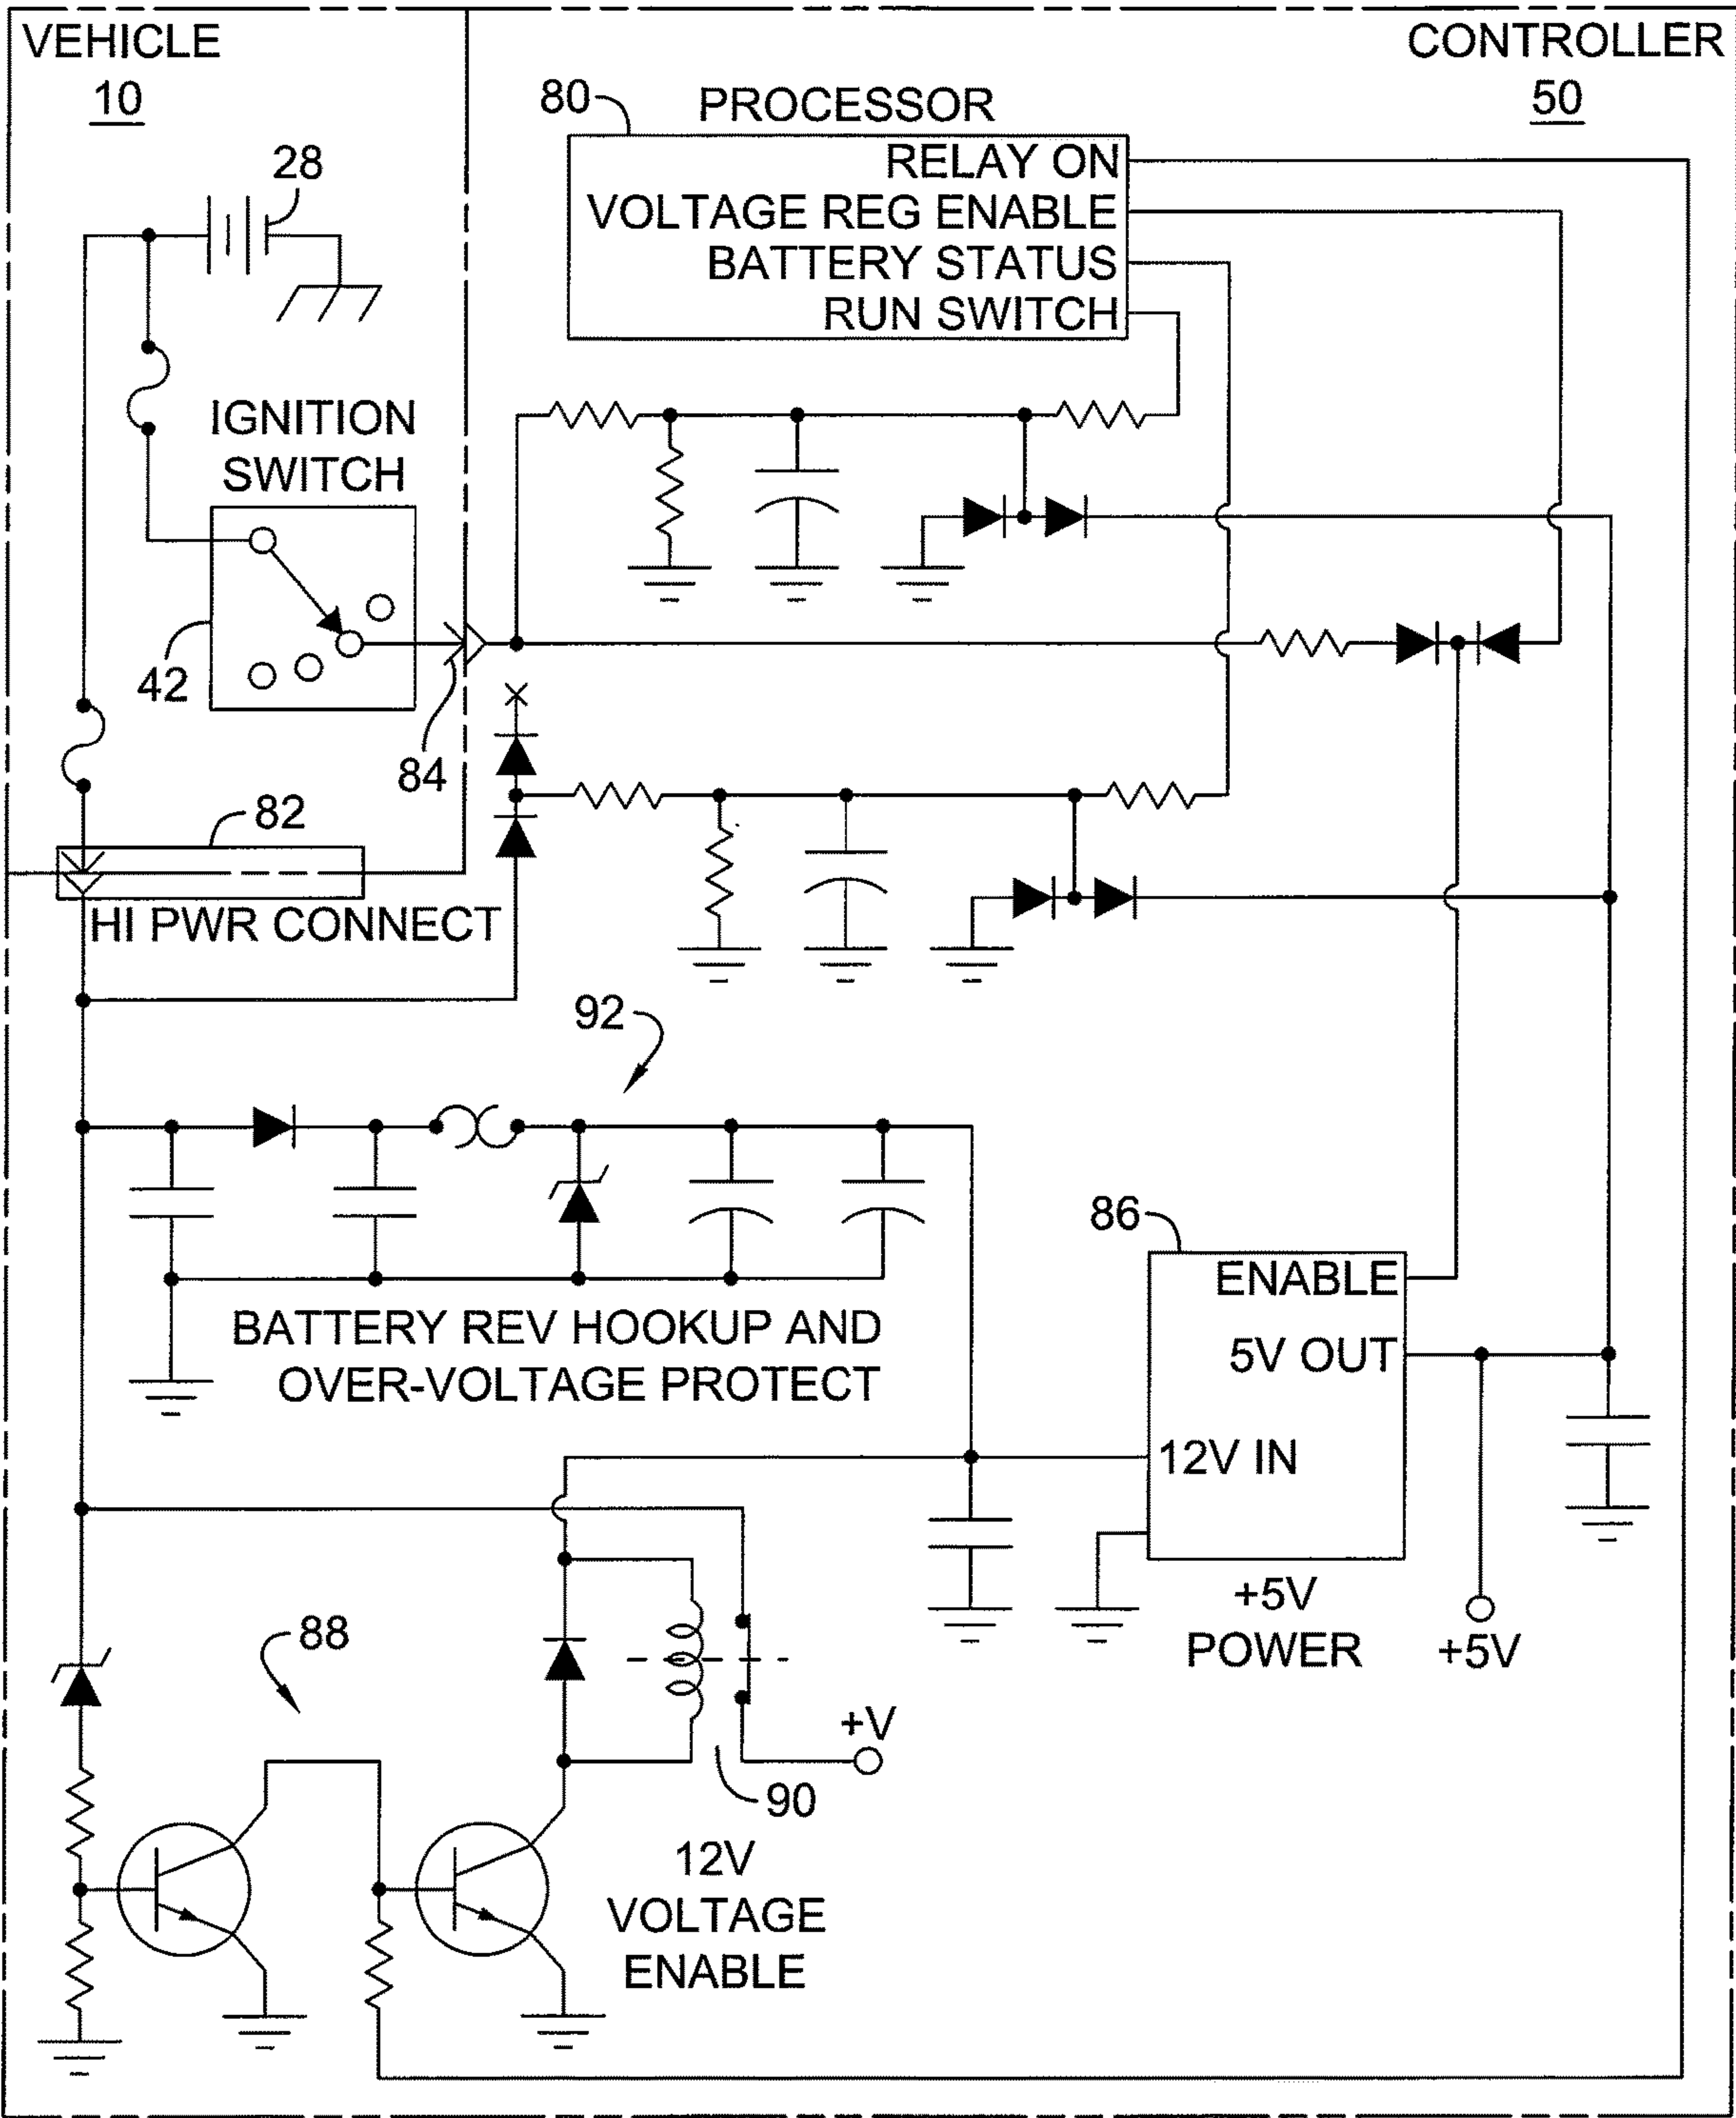 VEHICLE
10
CONTROLLER
50
80
PROCESSOR
RELAY ON
VOLTAGE REG ENABLE
BATTERY STATUS
RUN SWITCH
28
IGNITION
SWITCH
42
84
82
HI PWR CONNECT
92
BATTERY REV HOOKUP AND
OVER-VOLTAGE PROTECT
86
ENABLE
5V OUT
12V IN
+5V
POWER
+5V
88
+V
90
12V
VOLTAGE
ENABLE